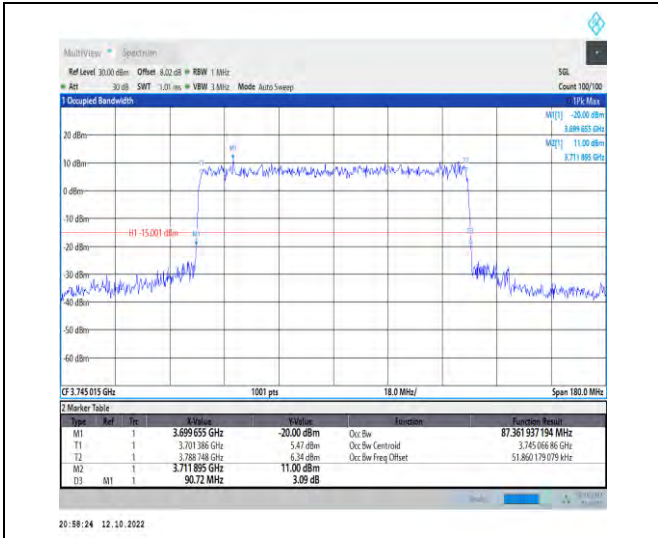 MultiView Spectrum
Ref Level 30.00 dBm Offset 8.02 dB RBW 1 MHz SGL
Att 30 dB SWT 1.01 ms VBW 3 MHz Mode Auto Sweep Count 100/100
1 Occupied Bandwidth 1Pk Max
M1[1] -20.00 dBm
3.699 655 GHz
M2[1] 11.00 dBm
3.711 895 GHz
20 dBm
10 dBm
0 dBm
-10 dBm
H1 -15.001 dBm
-20 dBm
-30 dBm
-40 dBm
-50 dBm
-60 dBm
CF 3.745 015 GHz 1001 pts 18.0 MHz/ Span 180.0 MHz
2 Marker Table
Type Ref Trc X-Value Y-Value Function Function Result
M1 1 3.699 655 GHz -20.00 dBm Occ Bw 87.361 937 194 MHz
T1 1 3.701 386 GHz 5.47 dBm Occ Bw Centroid 3.745 066 86 GHz
T2 1 3.788 748 GHz 6.34 dBm Occ Bw Freq Offset 51.860 179 079 kHz
M2 1 3.711 895 GHz 11.00 dBm
D3 M1 1 90.72 MHz 3.09 dB
20:58:24 12.10.2022